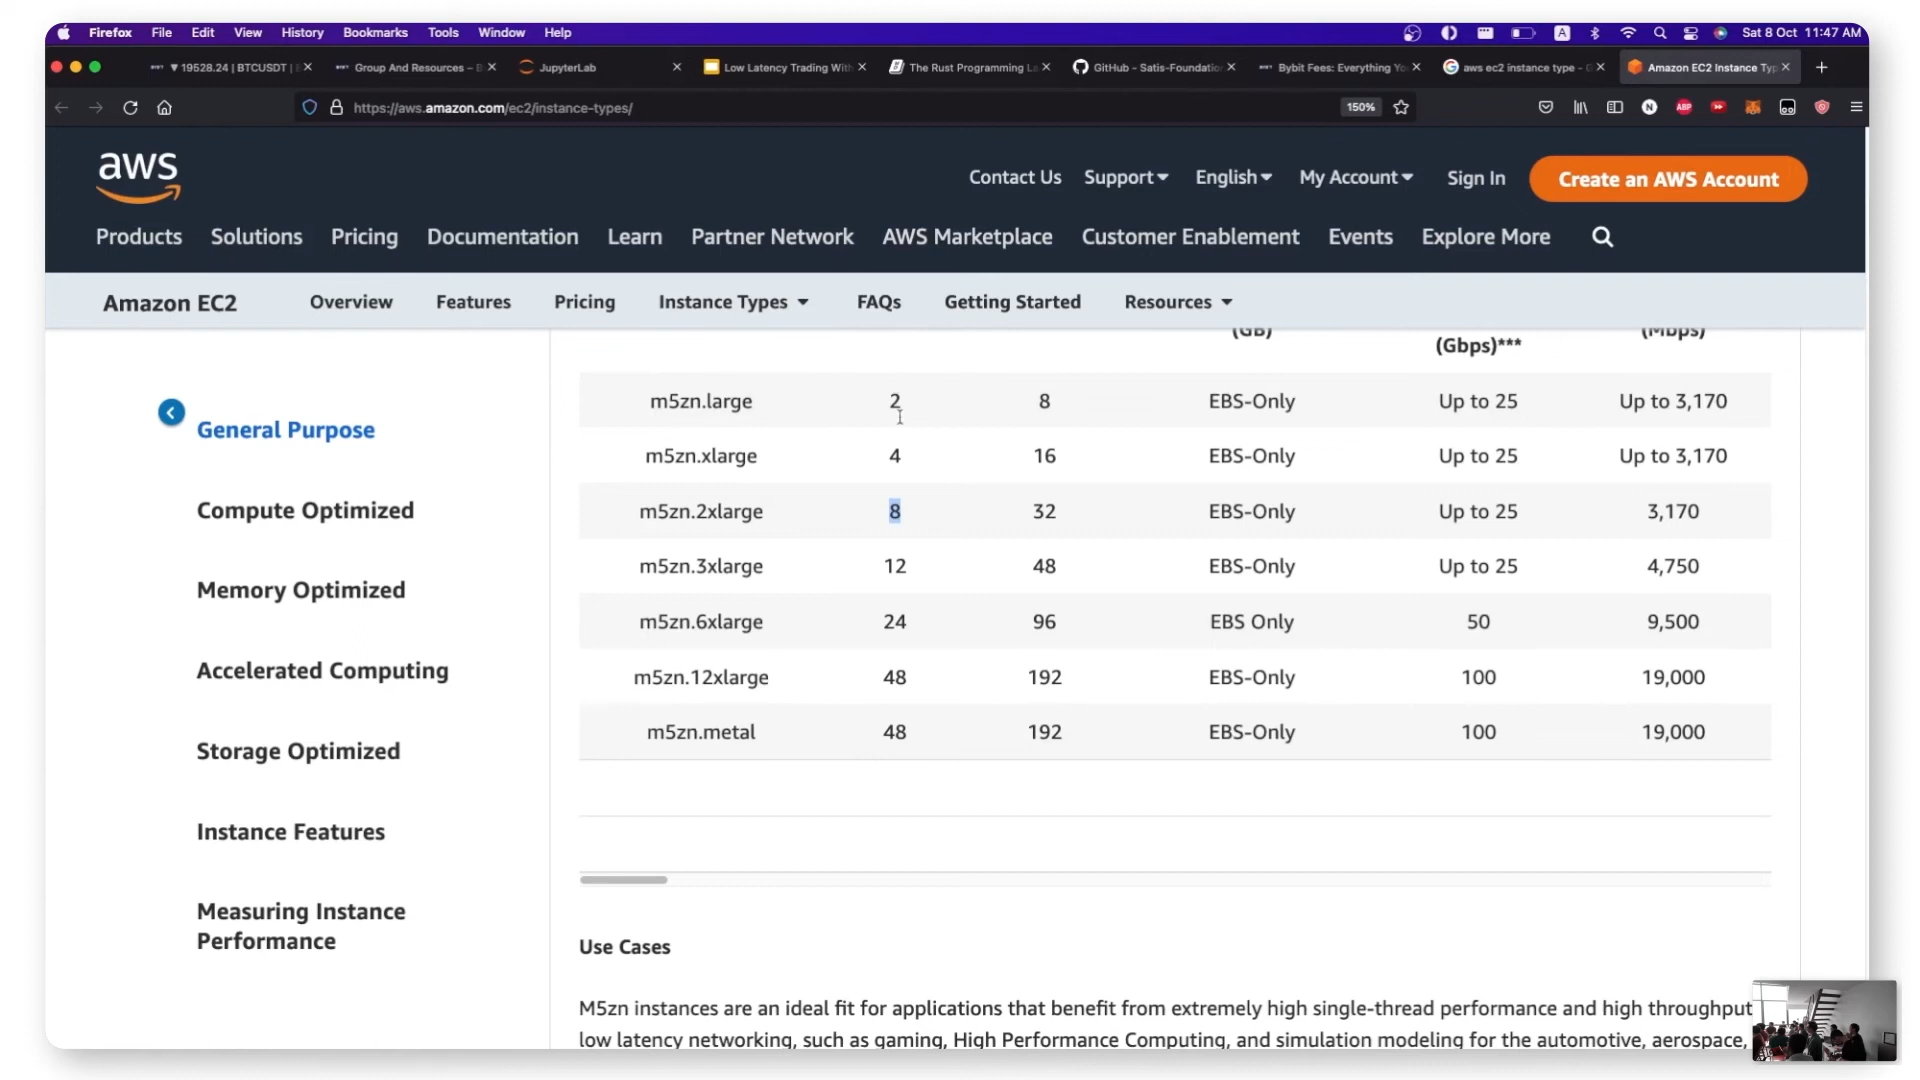 Firefox File Edit View History Bookmarks Tools Window Help
A
Sat 8 Oct 11:47 AM
▼ 19528.24 | BTCUSDT |
Group And Resources –
JupyterLab
Low Latency Trading With
The Rust Programming La
GitHub - Satis-Foundatio
Bybit Fees: Everything Yo
aws ec2 instance type -
Amazon EC2 Instance Typ
https://aws.amazon.com/ec2/instance-types/
150%
N
ABP
aws
Contact Us Support English My Account Sign In Create an AWS Account
Products Solutions Pricing Documentation Learn Partner Network AWS Marketplace Customer Enablement Events Explore More
Amazon EC2 Overview Features Pricing Instance Types FAQs Getting Started Resources
General Purpose
Compute Optimized
Memory Optimized
Accelerated Computing
Storage Optimized
Instance Features
Measuring Instance
Performance
(GB) (Mbps)
(Gbps)***
m5zn.large 2 8 EBS-Only Up to 25 Up to 3,170
m5zn.xlarge 4 16 EBS-Only Up to 25 Up to 3,170
m5zn.2xlarge 8 32 EBS-Only Up to 25 3,170
m5zn.3xlarge 12 48 EBS-Only Up to 25 4,750
m5zn.6xlarge 24 96 EBS Only 50 9,500
m5zn.12xlarge 48 192 EBS-Only 100 19,000
m5zn.metal 48 192 EBS-Only 100 19,000
Use Cases
M5zn instances are an ideal fit for applications that benefit from extremely high single-thread performance and high throughput
low latency networking, such as gaming, High Performance Computing, and simulation modeling for the automotive, aerospace,